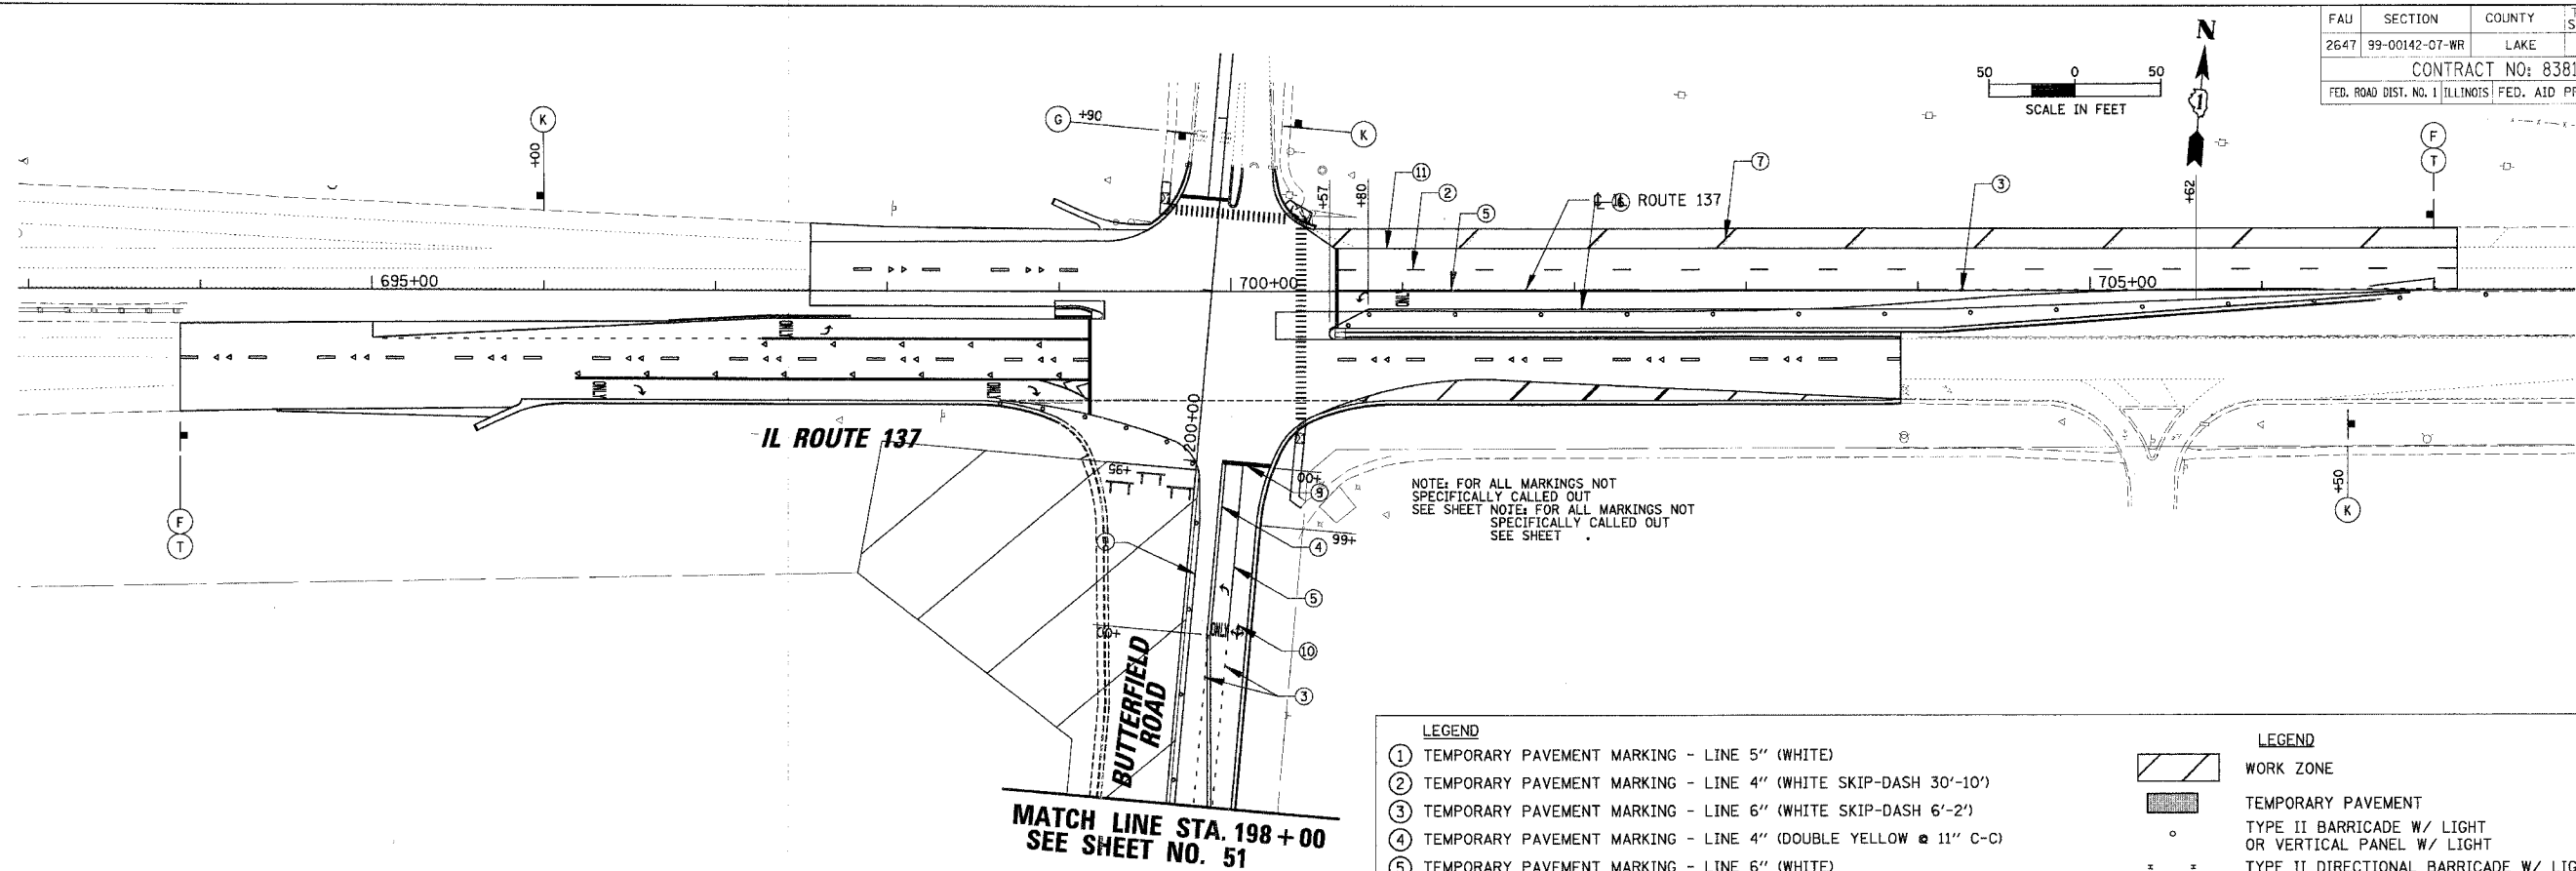 FAU SECTION COUNTY
2647 99-00142-07-WR LAKE
CONTRACT NO: 8381
FED. ROAD DIST. NO. 1 ILLINOIS FED. AID
N
1
50 0 50
SCALE IN FEET
K
+00
G +90
K
+57
+80
11
2
5
7
3
ROUTE 137
+62
F
T
695+00
700+00
705+00
ONLY
ONLY
ONLY
ONLY
IL ROUTE 137
200+00
+95
+00
9
4
+99
5
ONLY
10
3
F
T
+50
K
NOTE: FOR ALL MARKINGS NOT
SPECIFICALLY CALLED OUT
SEE SHEET NOTE: FOR ALL MARKINGS NOT
SPECIFICALLY CALLED OUT
SEE SHEET .
BUTTERFIELD
ROAD
MATCH LINE STA. 198+00
SEE SHEET NO. 51
LEGEND
1 TEMPORARY PAVEMENT MARKING - LINE 5" (WHITE)
2 TEMPORARY PAVEMENT MARKING - LINE 4" (WHITE SKIP-DASH 30'-10')
3 TEMPORARY PAVEMENT MARKING - LINE 6" (WHITE SKIP-DASH 6'-2')
4 TEMPORARY PAVEMENT MARKING - LINE 4" (DOUBLE YELLOW @ 11" C-C)
5 TEMPORARY PAVEMENT MARKING - LINE 6" (WHITE)
LEGEND
WORK ZONE
TEMPORARY PAVEMENT
TYPE II BARRICADE W/ LIGHT
OR VERTICAL PANEL W/ LIGHT
TYPE II DIRECTIONAL BARRICADE W/